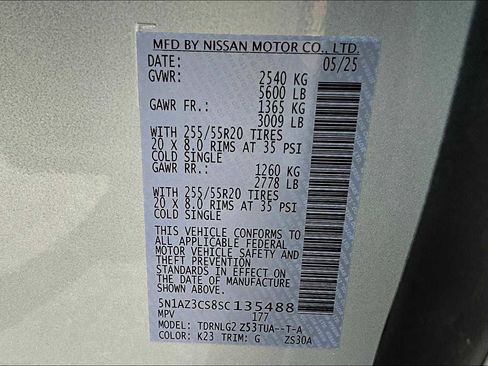 MFD BY NISSAN MOTOR CO., LTD.
DATE: 05/25
GVWR: 2540 KG
5600 LB
GAWR FR.: 1365 KG
3009 LB
WITH 255/55R20 TIRES
20 X 8.0 RIMS AT 35 PSI
COLD SINGLE
GAWR RR.: 1260 KG
2778 LB
WITH 255/55R20 TIRES
20 X 8.0 RIMS AT 35 PSI
COLD SINGLE
THIS VEHICLE CONFORMS TO
ALL APPLICABLE FEDERAL
MOTOR VEHICLE SAFETY AND
THEFT PREVENTION
STANDARDS IN EFFECT ON
THE DATE OF MANUFACTURE
SHOWN ABOVE.
5N1AZ3CS8SC135488
MPV 177
MODEL: TDRNLG2 Z53TUA--T-A
COLOR: K23 TRIM: G ZS30A